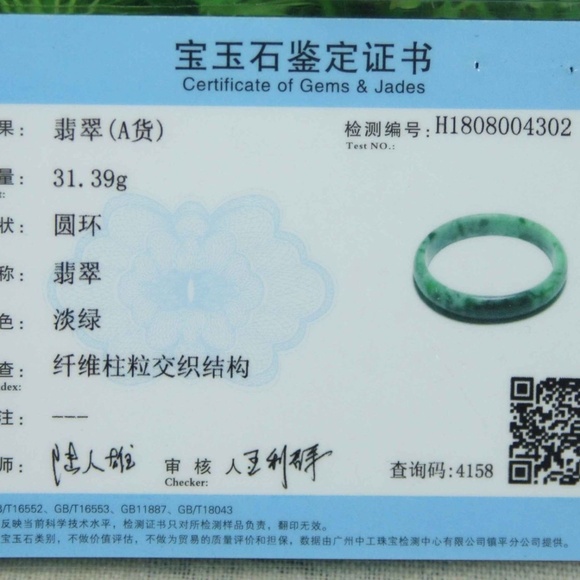 宝玉石鉴定证书
Certificate of Gems & Jades
果: 翡翠(A货)
检测编号: H1808004302
Test NO.:
量: 31.39g
状: 圆环
称: 翡翠
色: 淡绿
查: 纤维柱粒交织结构
dex:
注: ---
师:
审核人 王利群
Checker:
查询码:4158
/T16552、GB/T16553、GB11887、GB/T18043
反映当前科学技术水平，检测证书只对所检测样品负责，翻印无效。
宝玉石类别，不做价值评估，不做为贸易的质量评价和担保，数据由广州中工珠宝检测中心有限公司镇平分公司提供。